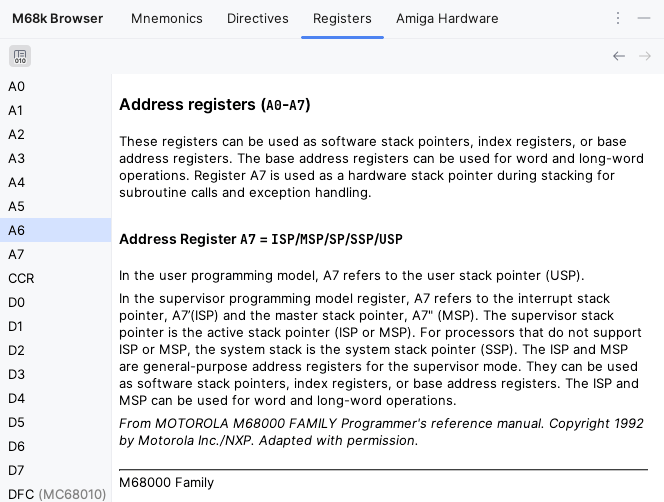 M68k Browser Mnemonics Directives Registers Amiga Hardware
010
A0
A1
A2
A3
A4
A5
A6
A7
CCR
D0
D1
D2
D3
D4
D5
D6
D7
DFC (MC68010)
Address registers (A0-A7)
These registers can be used as software stack pointers, index registers, or base
address registers. The base address registers can be used for word and long-word
operations. Register A7 is used as a hardware stack pointer during stacking for
subroutine calls and exception handling.
Address Register A7 = ISP/MSP/SP/SSP/USP
In the user programming model, A7 refers to the user stack pointer (USP).
In the supervisor programming model register, A7 refers to the interrupt stack
pointer, A7′(ISP) and the master stack pointer, A7" (MSP). The supervisor stack
pointer is the active stack pointer (ISP or MSP). For processors that do not support
ISP or MSP, the system stack is the system stack pointer (SSP). The ISP and MSP
are general-purpose address registers for the supervisor mode. They can be used
as software stack pointers, index registers, or base address registers. The ISP and
MSP can be used for word and long-word operations.
From MOTOROLA M68000 FAMILY Programmer's reference manual. Copyright 1992
by Motorola Inc./NXP. Adapted with permission.
M68000 Family